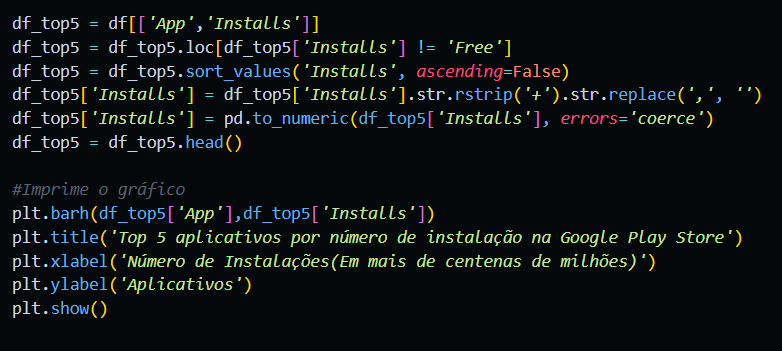 df_top5 = df[['App','Installs']]
df_top5 = df_top5.loc[df_top5['Installs'] != 'Free']
df_top5 = df_top5.sort_values('Installs', ascending=False)
df_top5['Installs'] = df_top5['Installs'].str.rstrip('+').str.replace(',', '')
df_top5['Installs'] = pd.to_numeric(df_top5['Installs'], errors='coerce')
df_top5 = df_top5.head()
#Imprime o gráfico
plt.barh(df_top5['App'],df_top5['Installs'])
plt.title('Top 5 aplicativos por número de instalação na Google Play Store')
plt.xlabel('Número de Instalações(Em mais de centenas de milhões)')
plt.ylabel('Aplicativos')
plt.show()